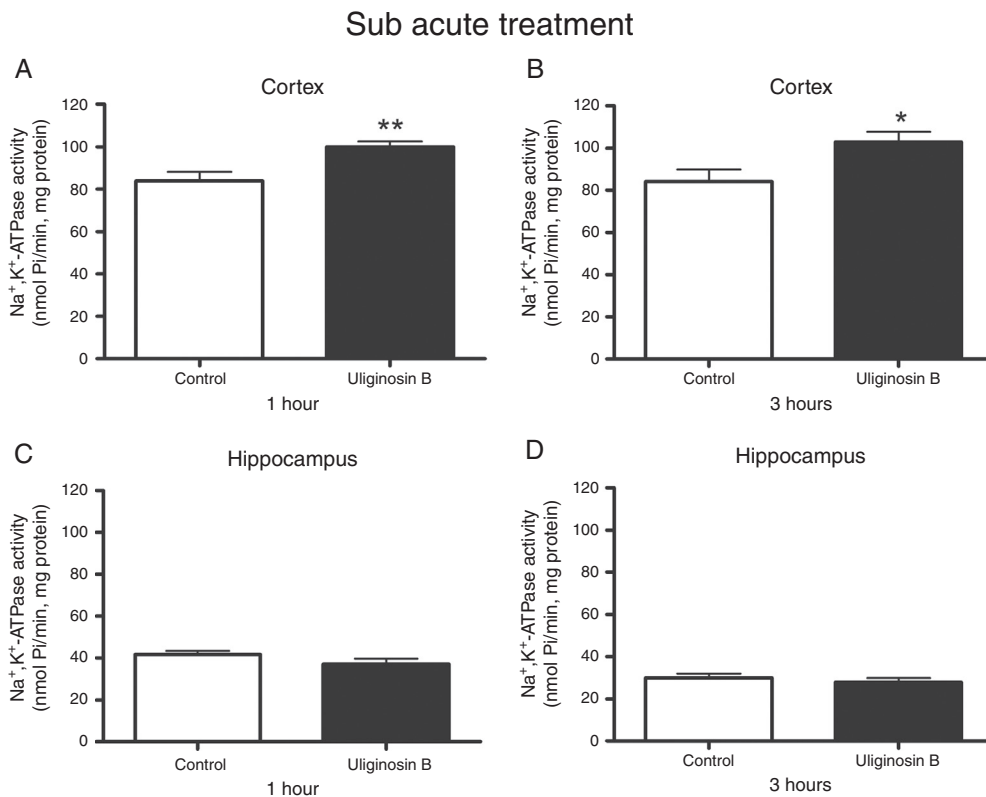 Sub acute treatment
A
Cortex
Na⁺,K⁺-ATPase activity
(nmol Pi/min, mg protein)
120
100
80
60
40
20
0
**
Control
Uliginosin B
1 hour
B
Cortex
Na⁺,K⁺-ATPase activity
(nmol Pi/min, mg protein)
120
100
80
60
40
20
0
*
Control
Uliginosin B
3 hours
C
Hippocampus
Na⁺,K⁺-ATPase activity
(nmol Pi/min, mg protein)
120
100
80
60
40
20
0
Control
Uliginosin B
1 hour
D
Hippocampus
Na⁺,K⁺-ATPase activity
(nmol Pi/min, mg protein)
120
100
80
60
40
20
0
Control
Uliginosin B
3 hours